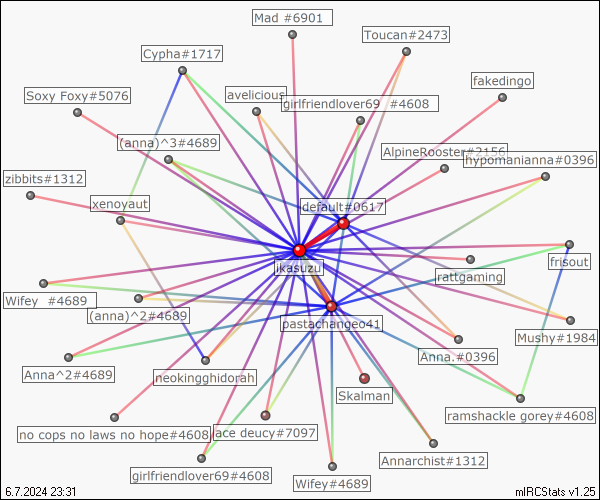 Mad #6901
Toucan#2473
Cypha#1717
fakedingo
Soxy Foxy#5076
avelicious
girlfriendlover69 #4608
(anna)^3#4689
AlpineRooster#2156
hypomanianna#0396
zibbits#1312
xenoyaut
default#0617
frisout
ikasuzu
rattgaming
Wifey #4689
(anna)^2#4689
pastachangeo41
Mushy#1984
Anna.#0396
Anna^2#4689
neokingghidorah
Skalman
ramshackle gorey#4608
no cops no laws no hope#4608
ace deucy#7097
Annarchist#1312
girlfriendlover69#4608
Wifey#4689
6.7.2024 23:31
mIRCStats v1.25